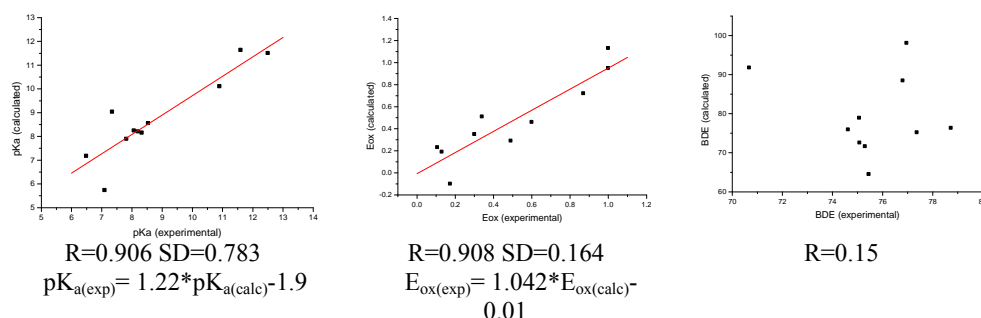 13
12
11
10
9
8
7
6
5
pKa (calculated)
5 6 7 8 9 10 11 12 13 14
pKa (experimental)
R=0.906 SD=0.783
pKa(exp)= 1.22*pKa(calc)-1.9
1.4
1.2
1.0
0.8
0.6
0.4
0.2
0.0
-0.2
Eox (calculated)
0.0 0.2 0.4 0.6 0.8 1.0 1.2
Eox (experimental)
R=0.908 SD=0.164
Eox(exp)= 1.042*Eox(calc)-
0.01
100
90
80
70
60
BDE (calculated)
70 72 74 76 78
BDE (experimental)
R=0.15